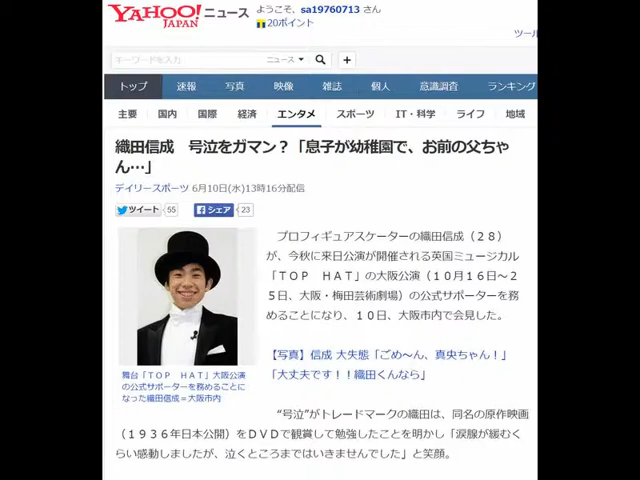 YAHOO! ニュース
JAPAN
ようこそ、sa19760713 さん
20ポイント
ツール
キーワードを入力
ニュース
トップ 速報 写真 映像 雑誌 個人 意識調査 ランキング
主要 国内 国際 経済 エンタメ スポーツ IT・科学 ライフ 地域
織田信成 号泣をガマン？「息子が幼稚園で、お前の父ちゃ
ん…」
デイリースポーツ 6月10日(水)13時16分配信
ツイート 55 シェア 23
プロフィギュアスケーターの織田信成（２８）
が、今秋に来日公演が開催される英国ミュージカル
「ＴＯＰ ＨＡＴ」の大阪公演（１０月１６日～２
５日、大阪・梅田芸術劇場）の公式サポーターを務
めることになり、１０日、大阪市内で会見した。
【写真】信成 大失態「ごめ～ん、真央ちゃん！」
「大丈夫です！！織田くんなら」
舞台「ＴＯＰ ＨＡＴ」大阪公演
の公式サポーターを務めることに
なった織田信成＝大阪市内
“号泣”がトレードマークの織田は、同名の原作映画
（１９３６年日本公開）をＤＶＤで観賞して勉強したことを明かし「涙腺が緩むく
らい感動しましたが、泣くところまではいきませんでした」と笑顔。